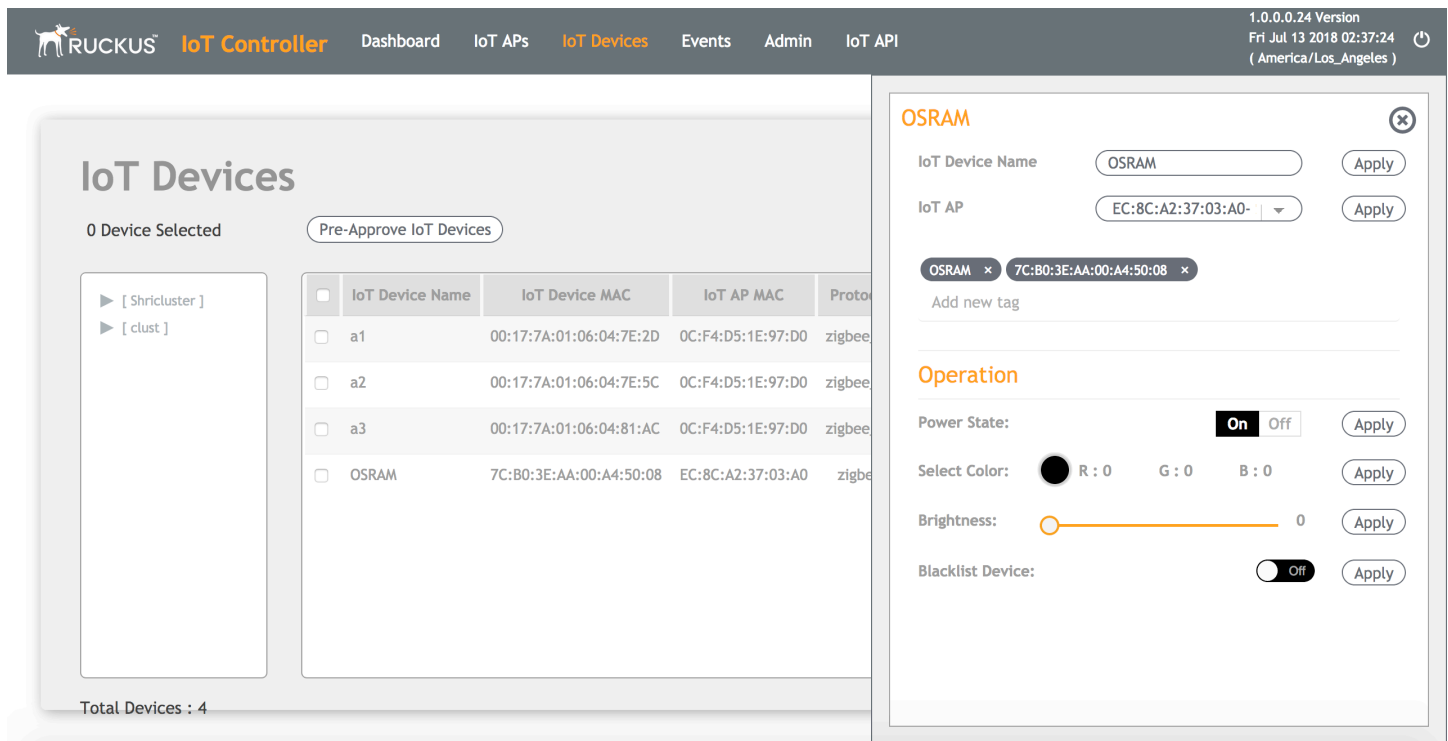 RUCKUS™ IoT Controller Dashboard IoT APs IoT Devices Events Admin IoT API
1.0.0.0.24 Version
Fri Jul 13 2018 02:37:24
( America/Los_Angeles )
IoT Devices
0 Device Selected Pre-Approve IoT Devices
[ Shricluster ]
[ clust ]
IoT Device Name IoT Device MAC IoT AP MAC Protoc
a1 00:17:7A:01:06:04:7E:2D 0C:F4:D5:1E:97:D0 zigbee_
a2 00:17:7A:01:06:04:7E:5C 0C:F4:D5:1E:97:D0 zigbee_
a3 00:17:7A:01:06:04:81:AC 0C:F4:D5:1E:97:D0 zigbee_
OSRAM 7C:B0:3E:AA:00:A4:50:08 EC:8C:A2:37:03:A0 zigbe
Total Devices : 4
OSRAM
IoT Device Name OSRAM Apply
IoT AP EC:8C:A2:37:03:A0- Apply
OSRAM × 7C:B0:3E:AA:00:A4:50:08 ×
Add new tag
Operation
Power State: On Off Apply
Select Color: R : 0 G : 0 B : 0 Apply
Brightness: 0 Apply
Blacklist Device: Off Apply